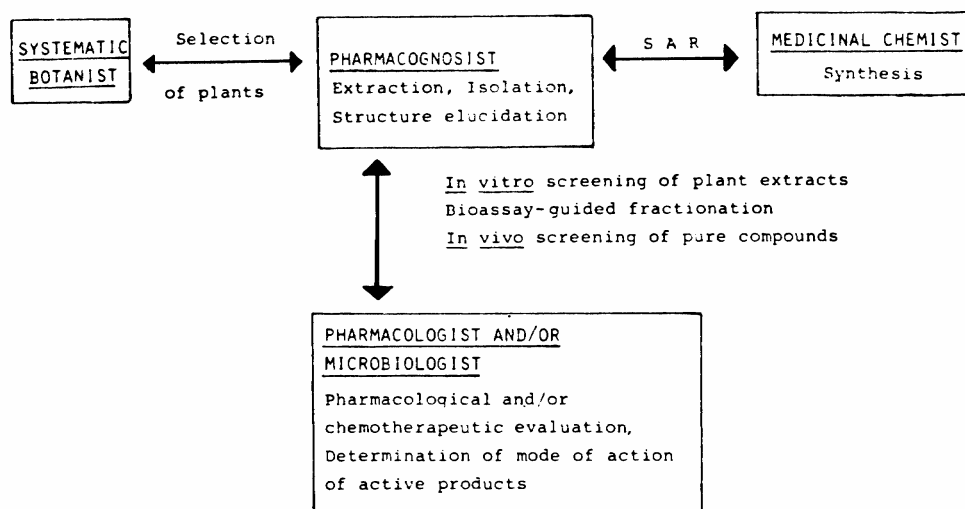 SYSTEMATIC
BOTANIST
Selection
of plants
PHARMACOGNOSIST
Extraction, Isolation,
Structure elucidation
S A R
MEDICINAL CHEMIST
Synthesis
In vitro screening of plant extracts
Bioassay-guided fractionation
In vivo screening of pure compounds
PHARMACOLOGIST AND/OR
MICROBIOLOGIST
Pharmacological and/or
chemotherapeutic evaluation,
Determination of mode of action
of active products